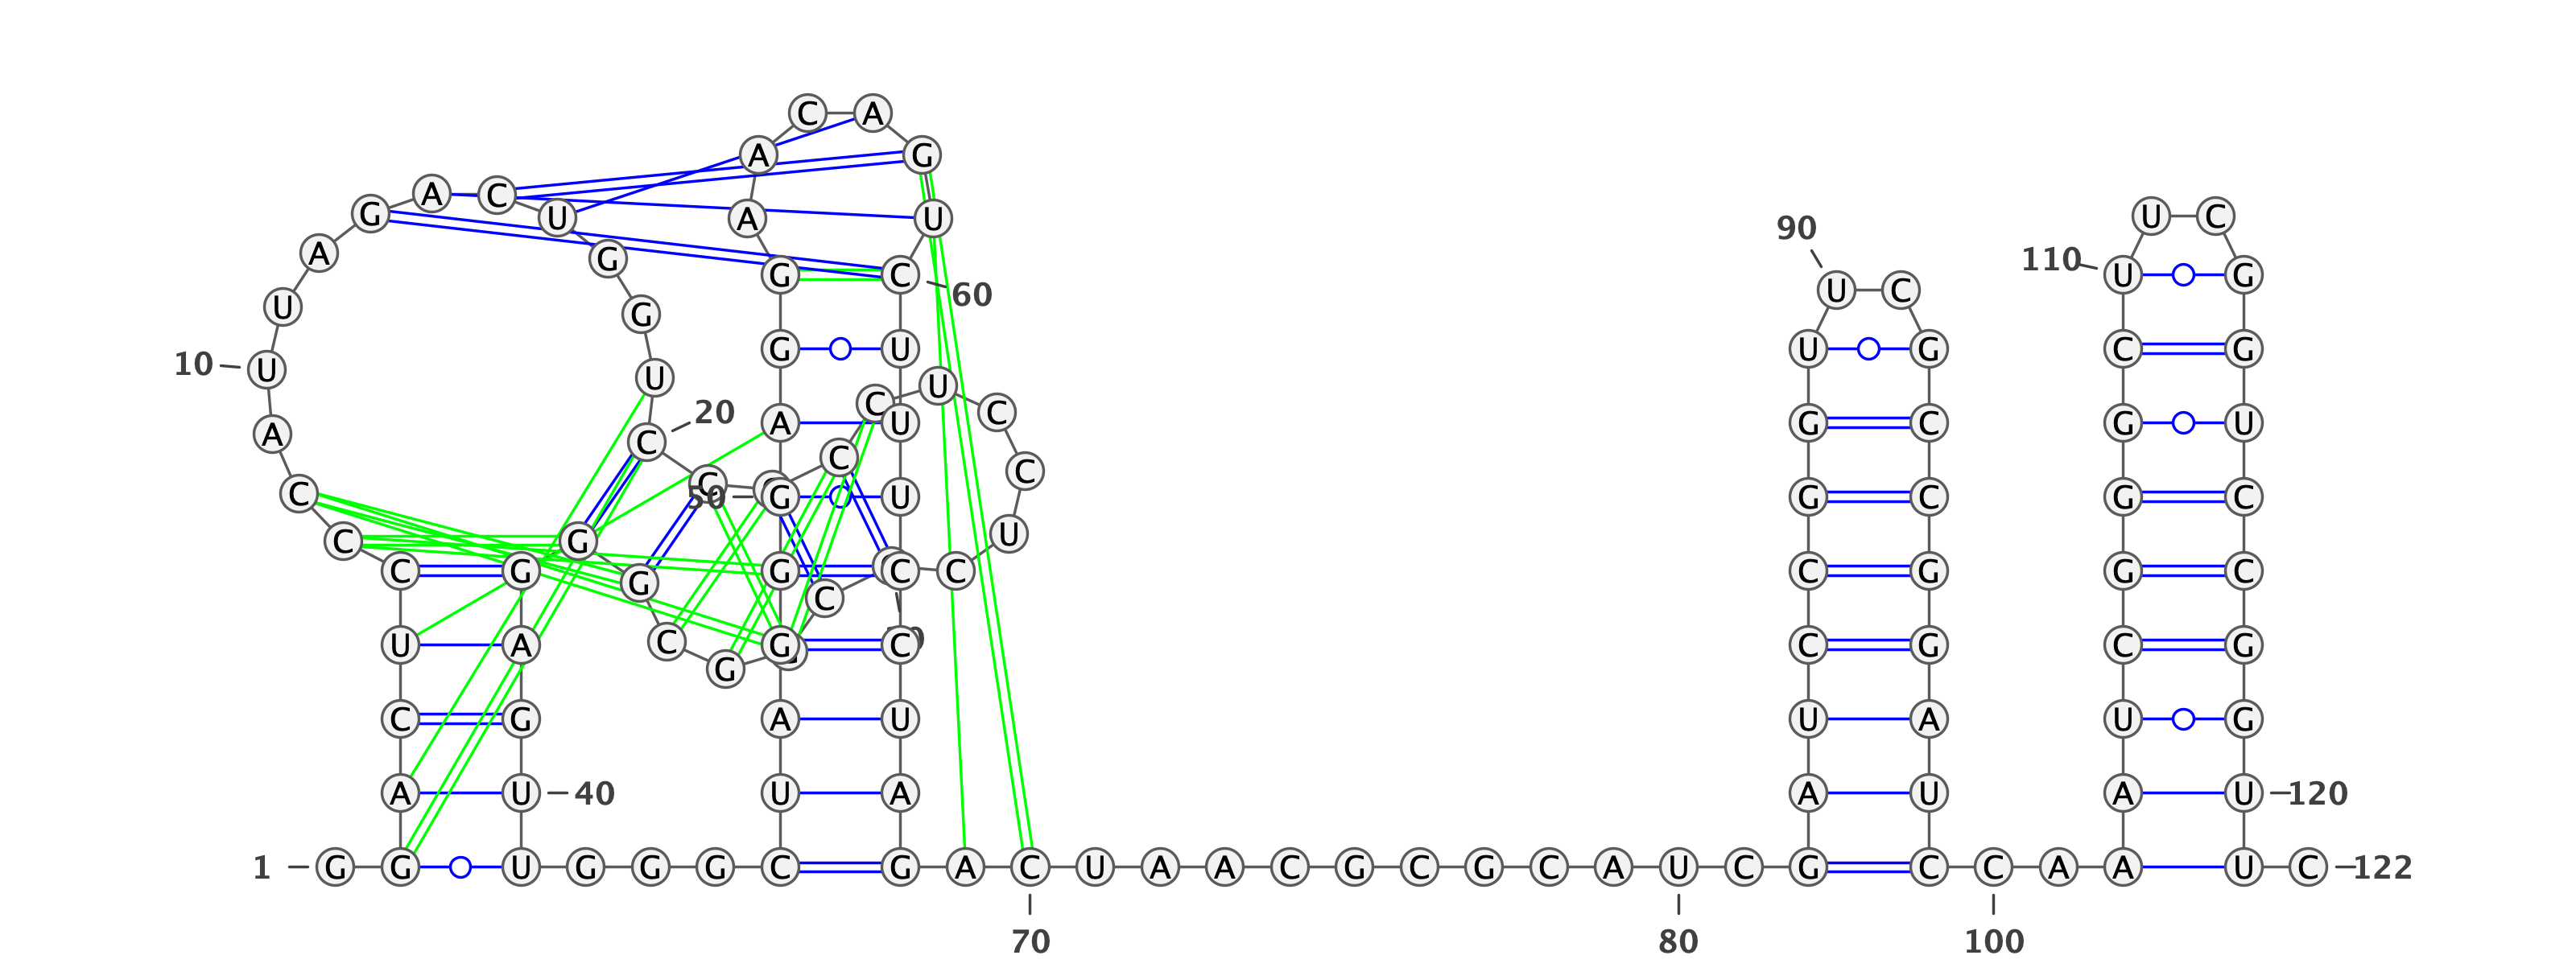 C A
A G
A C
G U A U U C
90
A G 110
G C U G
60 U C
U G
G U U G C G
10 U U U
C 20 C
A U G C G U
A C
C C
C 50 G U G C G C
U
C G
C G G C C C G G C
G
C
C
U A G C C G C G
G
C G A U U A U G
A U 40 U A A U A U 120
1 G G U G G G C G A C U A A C G C G C A U C G C C A A U C 122
70 80 100